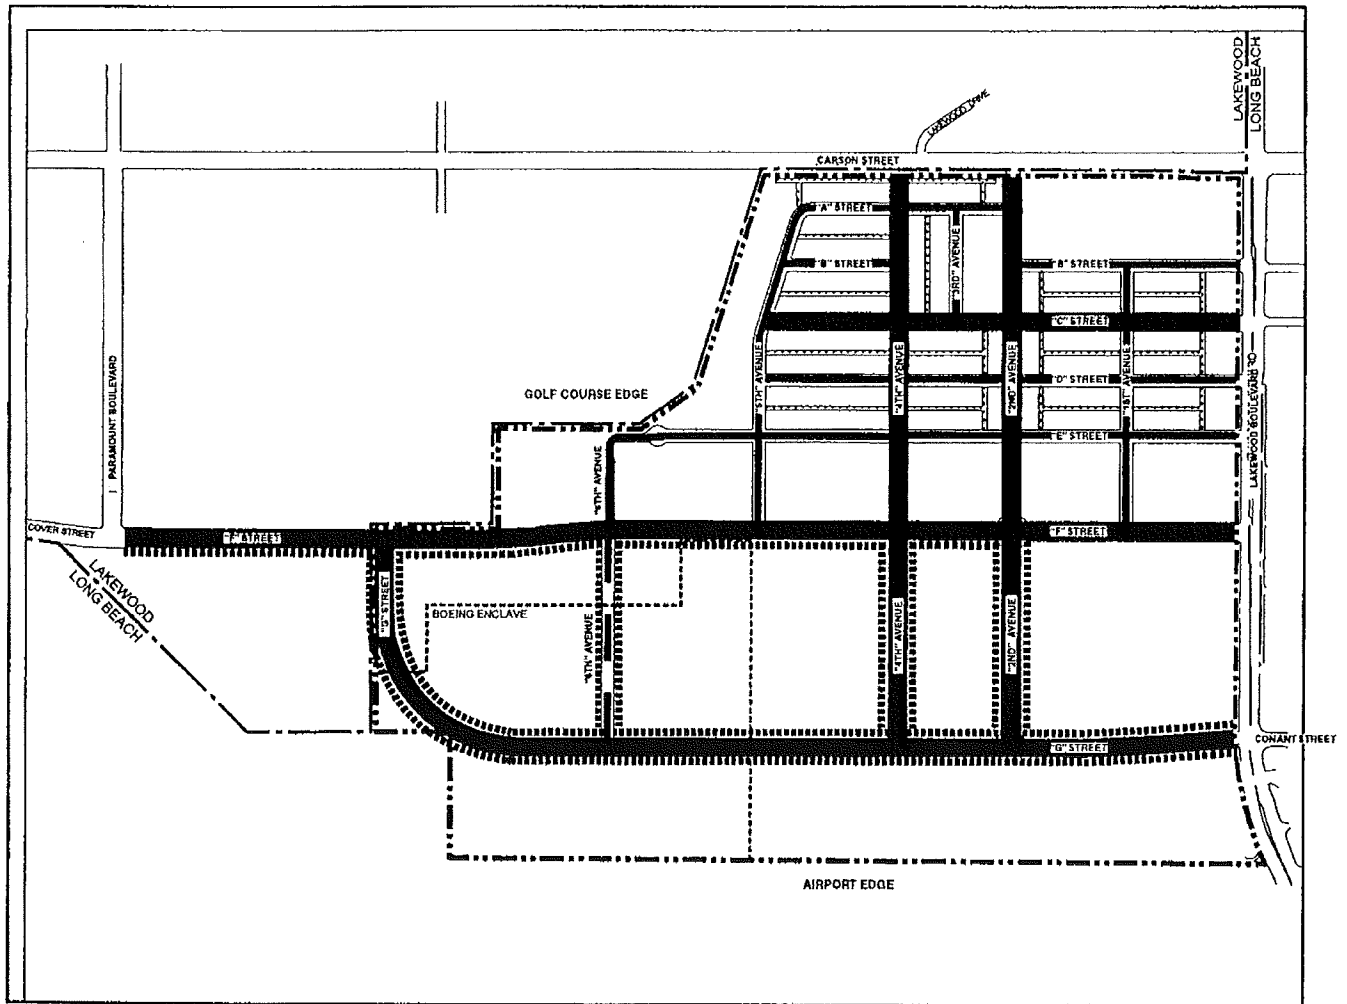 LAKEWOOD
LONG BEACH
LAKEWOOD DRIVE
CARSON STREET
"A" STREET
"B" STREET
"3RD" AVENUE
"B" STREET
"C" STREET
PARAMOUNT BOULEVARD
"5TH" AVENUE
"4TH" AVENUE
"2ND" AVENUE
"1ST" AVENUE
"D" STREET
LAKEWOOD BOULEVARD
GOLF COURSE EDGE
"E" STREET
"6TH" AVENUE
COVER STREET
"F" STREET
"F" STREET
LAKEWOOD
LONG BEACH
"G" STREET
BOEING ENCLAVE
"6TH" AVENUE
"4TH" AVENUE
"2ND" AVENUE
"G" STREET
CONANT STREET
AIRPORT EDGE